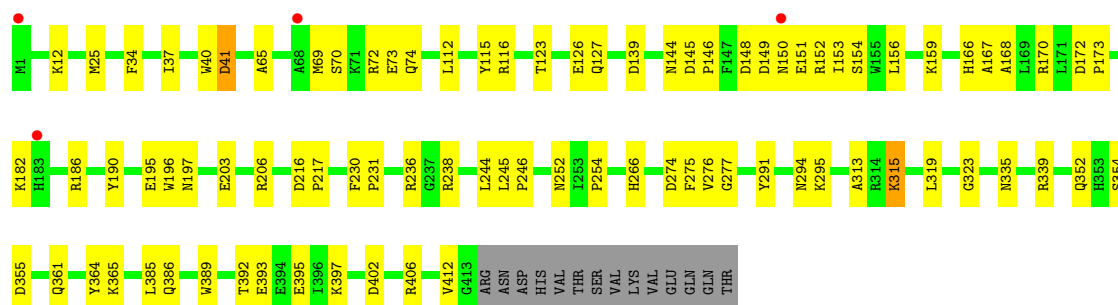 M1 K12 M25 F34 I37 W40 D41 A65 A68 M69 S70 K71 R72 E73 Q74 L112 Y115 R116 T123 E126 Q127 D139 N144 D145 P146 F147 D148 D149 N150 E151 R152 I153 S154 W155 L156 K159 H166 A167 A168 L169 R170 L171 D172 P173
K182 H183 R186 Y190 E195 W196 N197 E203 R206 D216 P217 F230 P231 R236 G237 R238 L244 L245 P246 N252 I253 P254 H266 D274 F275 V276 G277 Y291 N294 K295 A313 R314 K315 L319 G323 N335 R339 Q352 H353 S354
D355 Q361 Y364 K365 L385 Q386 W389 T392 E393 E394 E395 I396 K397 D402 R406 V412 G413 ARG ASN ASP HIS VAL THR SER VAL LYS VAL GLU GLN GLN THR